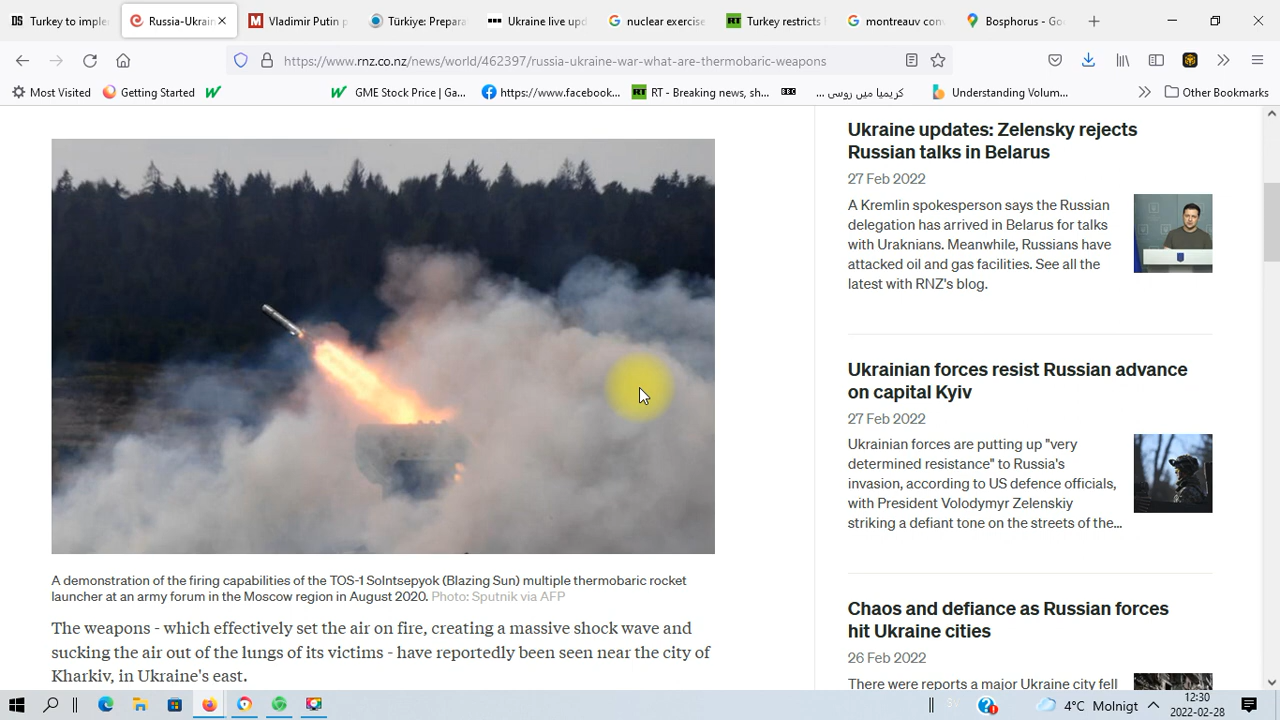 Turkey to imple
Russia-Ukrain
Vladimir Putin p
Türkiye: Prepara
Ukraine live upd
nuclear exercise
Turkey restricts
montreauv con
Bosphorus - Go
https://www.rnz.co.nz/news/world/462397/russia-ukraine-war-what-are-thermobaric-weapons
Most Visited
Getting Started
GME Stock Price | Ga...
https://www.facebook...
RT - Breaking news, sh...
کریمیا میں روسی ...
Understanding Volum...
Other Bookmarks
A demonstration of the firing capabilities of the TOS-1 Solntsepyok (Blazing Sun) multiple thermobaric rocket
launcher at an army forum in the Moscow region in August 2020. Photo: Sputnik via AFP
The weapons - which effectively set the air on fire, creating a massive shock wave and
sucking the air out of the lungs of its victims - have reportedly been seen near the city of
Kharkiv, in Ukraine's east.
Ukraine updates: Zelensky rejects
Russian talks in Belarus
27 Feb 2022
A Kremlin spokesperson says the Russian
delegation has arrived in Belarus for talks
with Uraknians. Meanwhile, Russians have
attacked oil and gas facilities. See all the
latest with RNZ's blog.
Ukrainian forces resist Russian advance
on capital Kyiv
27 Feb 2022
Ukrainian forces are putting up "very
determined resistance" to Russia's
invasion, according to US defence officials,
with President Volodymyr Zelenskiy
striking a defiant tone on the streets of the...
Chaos and defiance as Russian forces
hit Ukraine cities
26 Feb 2022
There were reports a major Ukraine city fell
4°C Molnigt
12:30
2022-02-28